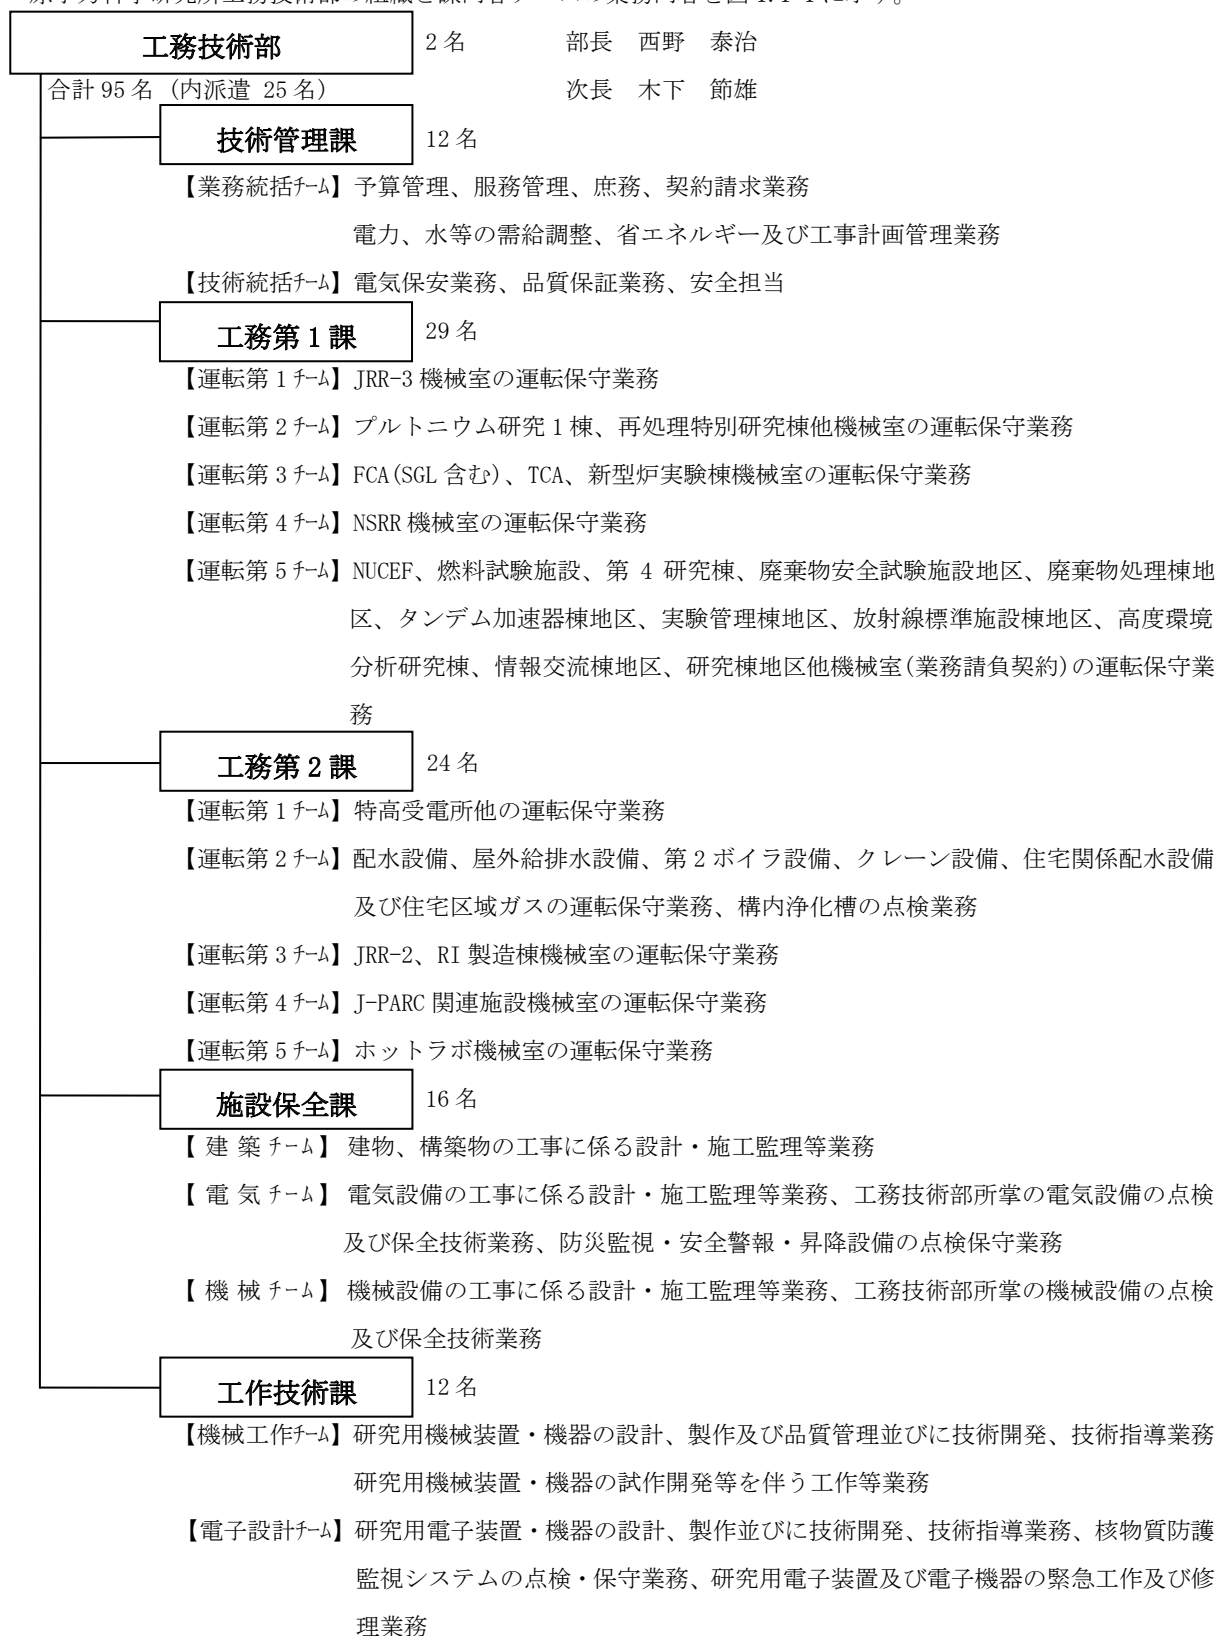 工務技術部 2名 部長 西野 泰治
合計95名 (内派遣 25名) 次長 木下 節雄
技術管理課 12名
【業務統括ﾁｰﾑ】予算管理、服務管理、庶務、契約請求業務
電力、水等の需給調整、省エネルギー及び工事計画管理業務
【技術統括ﾁｰﾑ】電気保安業務、品質保証業務、安全担当
工務第1課 29名
【運転第1ﾁｰﾑ】JRR-3機械室の運転保守業務
【運転第2ﾁｰﾑ】プルトニウム研究1棟、再処理特別研究棟他機械室の運転保守業務
【運転第3ﾁｰﾑ】FCA(SGL含む)、TCA、新型炉実験棟機械室の運転保守業務
【運転第4ﾁｰﾑ】NSRR機械室の運転保守業務
【運転第5ﾁｰﾑ】NUCEF、燃料試験施設、第4研究棟、廃棄物安全試験施設地区、廃棄物処理棟地
区、タンデム加速器棟地区、実験管理棟地区、放射線標準施設棟地区、高度環境
分析研究棟、情報交流棟地区、研究棟地区他機械室(業務請負契約)の運転保守業
務
工務第2課 24名
【運転第1ﾁｰﾑ】特高受電所他の運転保守業務
【運転第2ﾁｰﾑ】配水設備、屋外給排水設備、第2ボイラ設備、クレーン設備、住宅関係配水設備
及び住宅区域ガスの運転保守業務、構内浄化槽の点検業務
【運転第3ﾁｰﾑ】JRR-2、RI製造棟機械室の運転保守業務
【運転第4ﾁｰﾑ】J-PARC関連施設機械室の運転保守業務
【運転第5ﾁｰﾑ】ホットラボ機械室の運転保守業務
施設保全課 16名
【 建 築 ﾁｰﾑ】 建物、構築物の工事に係る設計・施工監理等業務
【 電 気 ﾁｰﾑ】 電気設備の工事に係る設計・施工監理等業務、工務技術部所掌の電気設備の点検
及び保全技術業務、防災監視・安全警報・昇降設備の点検保守業務
【 機 械 ﾁｰﾑ】 機械設備の工事に係る設計・施工監理等業務、工務技術部所掌の機械設備の点検
及び保全技術業務
工作技術課 12名
【機械工作ﾁｰﾑ】研究用機械装置・機器の設計、製作及び品質管理並びに技術開発、技術指導業務
研究用機械装置・機器の試作開発等を伴う工作等業務
【電子設計ﾁｰﾑ】研究用電子装置・機器の設計、製作並びに技術開発、技術指導業務、核物質防護
監視システムの点検・保守業務、研究用電子装置及び電子機器の緊急工作及び修
理業務